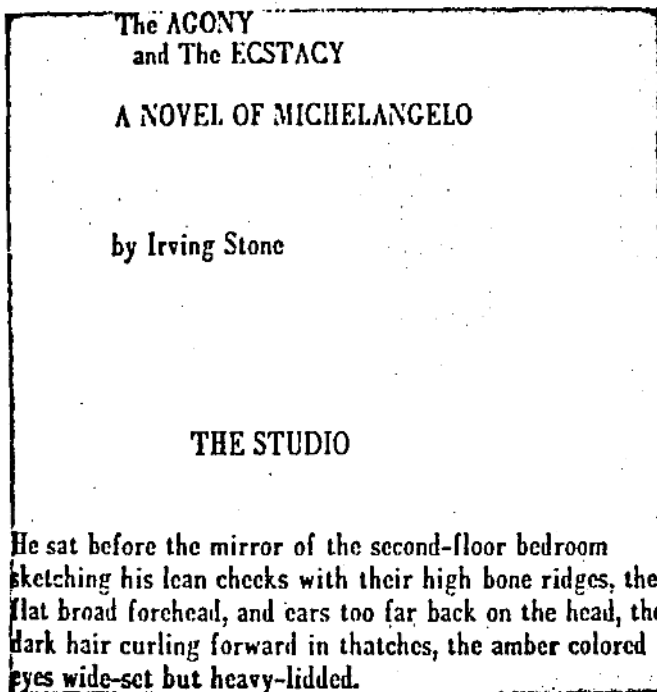 The AGONY
and The ECSTACY
A NOVEL OF MICHELANGELO
by Irving Stone
THE STUDIO
He sat before the mirror of the second-floor bedroom
sketching his lean cheeks with their high bone ridges, the
flat broad forehead, and ears too far back on the head, the
dark hair curling forward in thatches, the amber colored
eyes wide-set but heavy-lidded.